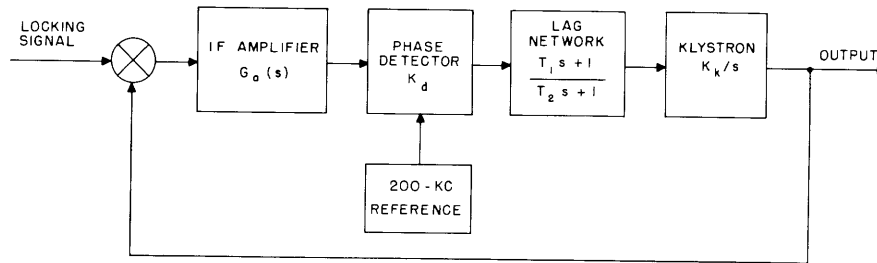 LOCKING
SIGNAL
IF AMPLIFIER
G_a(s)
PHASE
DETECTOR
K_d
LAG
NETWORK
T_1 s + 1
T_2 s + 1
KLYSTRON
K_k/s
OUTPUT
200-KC
REFERENCE